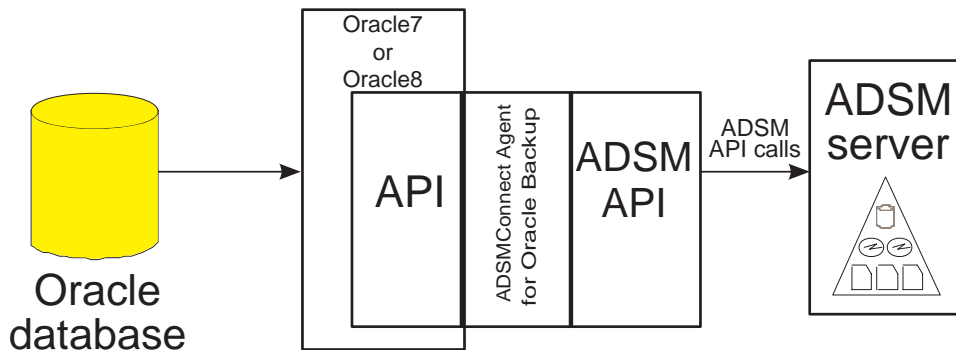 Oracle
database
Oracle7
or
Oracle8
API
ADSMConnect Agent
for Oracle Backup
ADSM
API
ADSM
API calls
ADSM
server